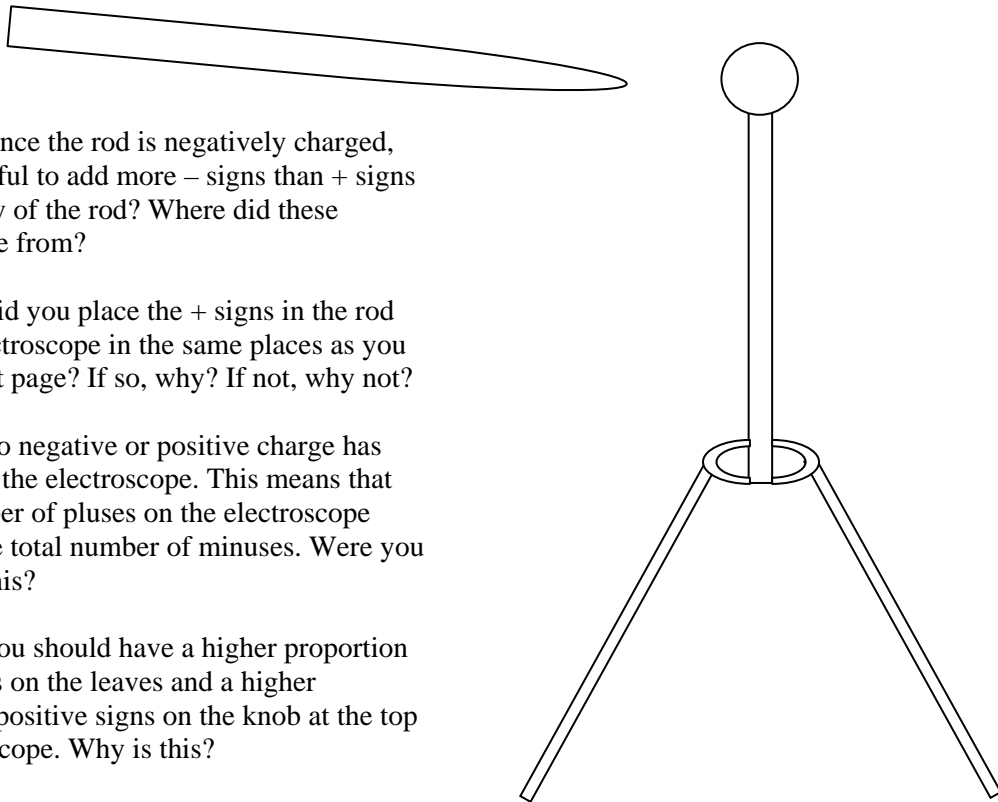 nce the rod is negatively charged,
ful to add more – signs than + signs
y of the rod? Where did these
e from?
id you place the + signs in the rod
ctroscope in the same places as you
t page? If so, why? If not, why not?
o negative or positive charge has
the electroscope. This means that
ber of pluses on the electroscope
e total number of minuses. Were you
his?
ou should have a higher proportion
s on the leaves and a higher
positive signs on the knob at the top
scope. Why is this?